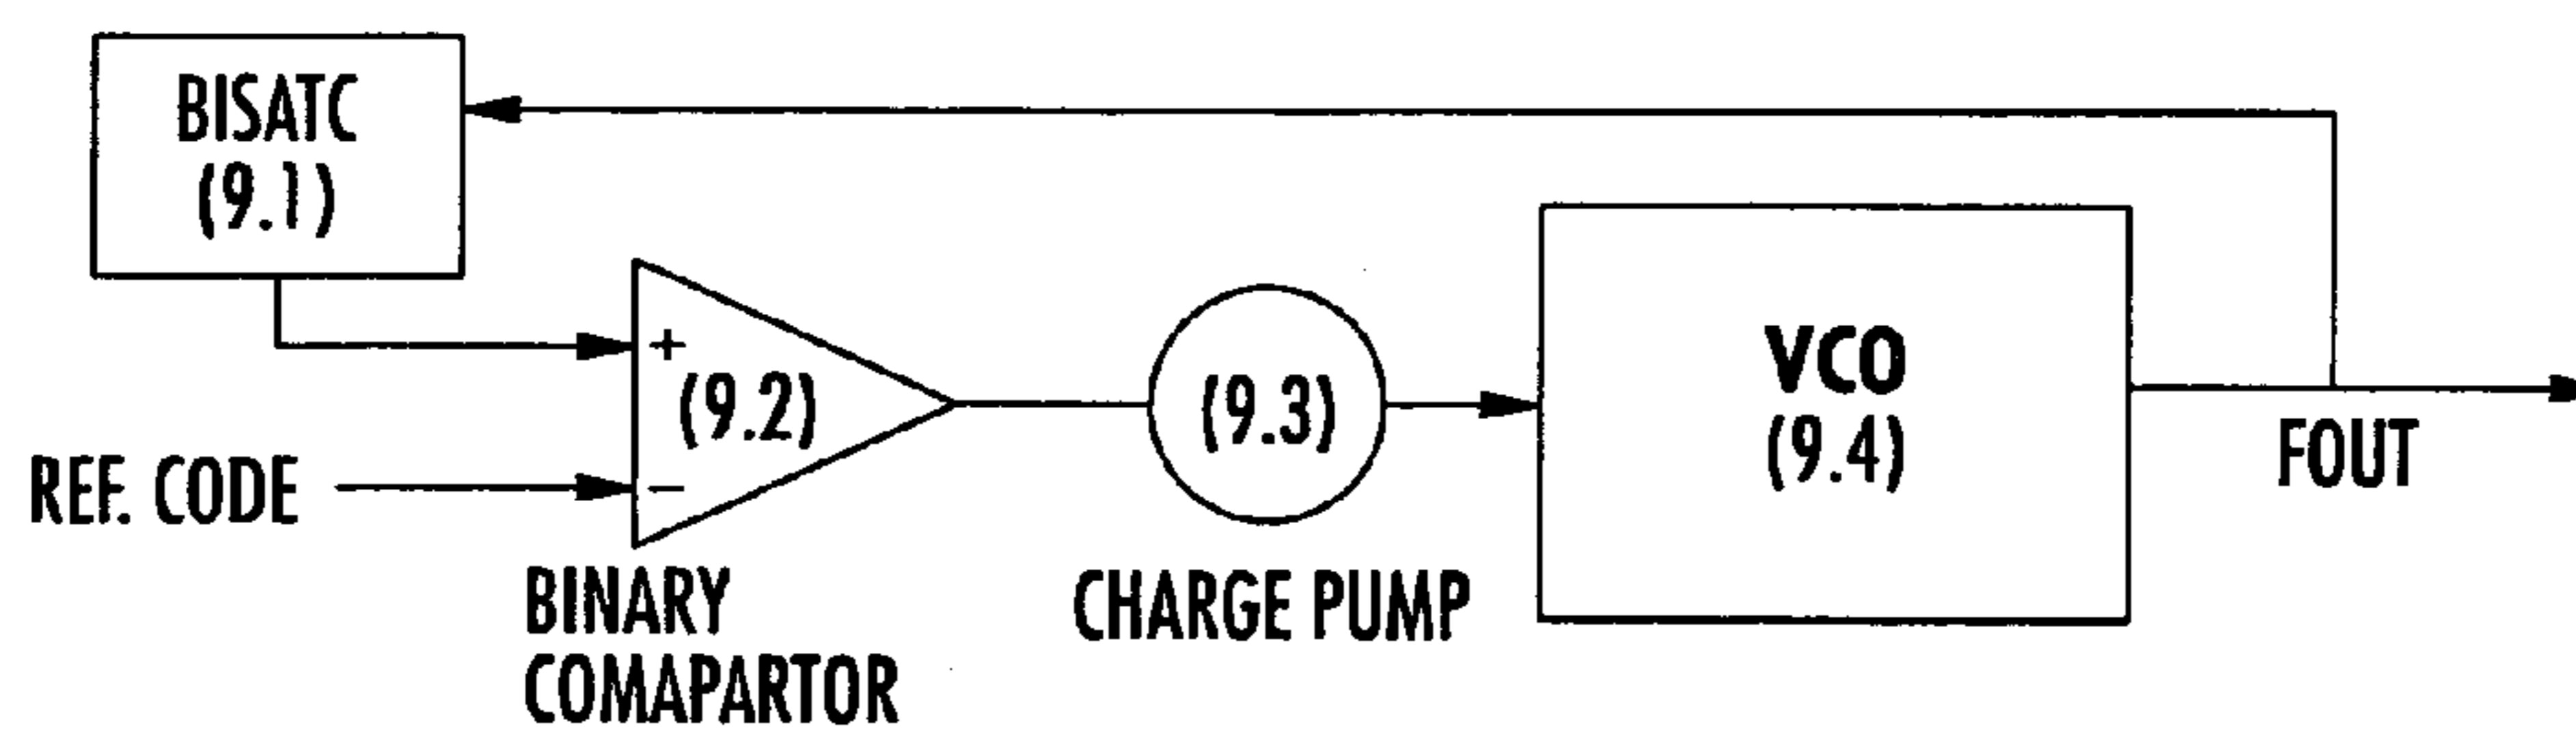 BISATC
(9.1)
+
(9.2)
−
REF. CODE
BINARY
COMAPARTOR
(9.3)
CHARGE PUMP
VCO
(9.4)
FOUT